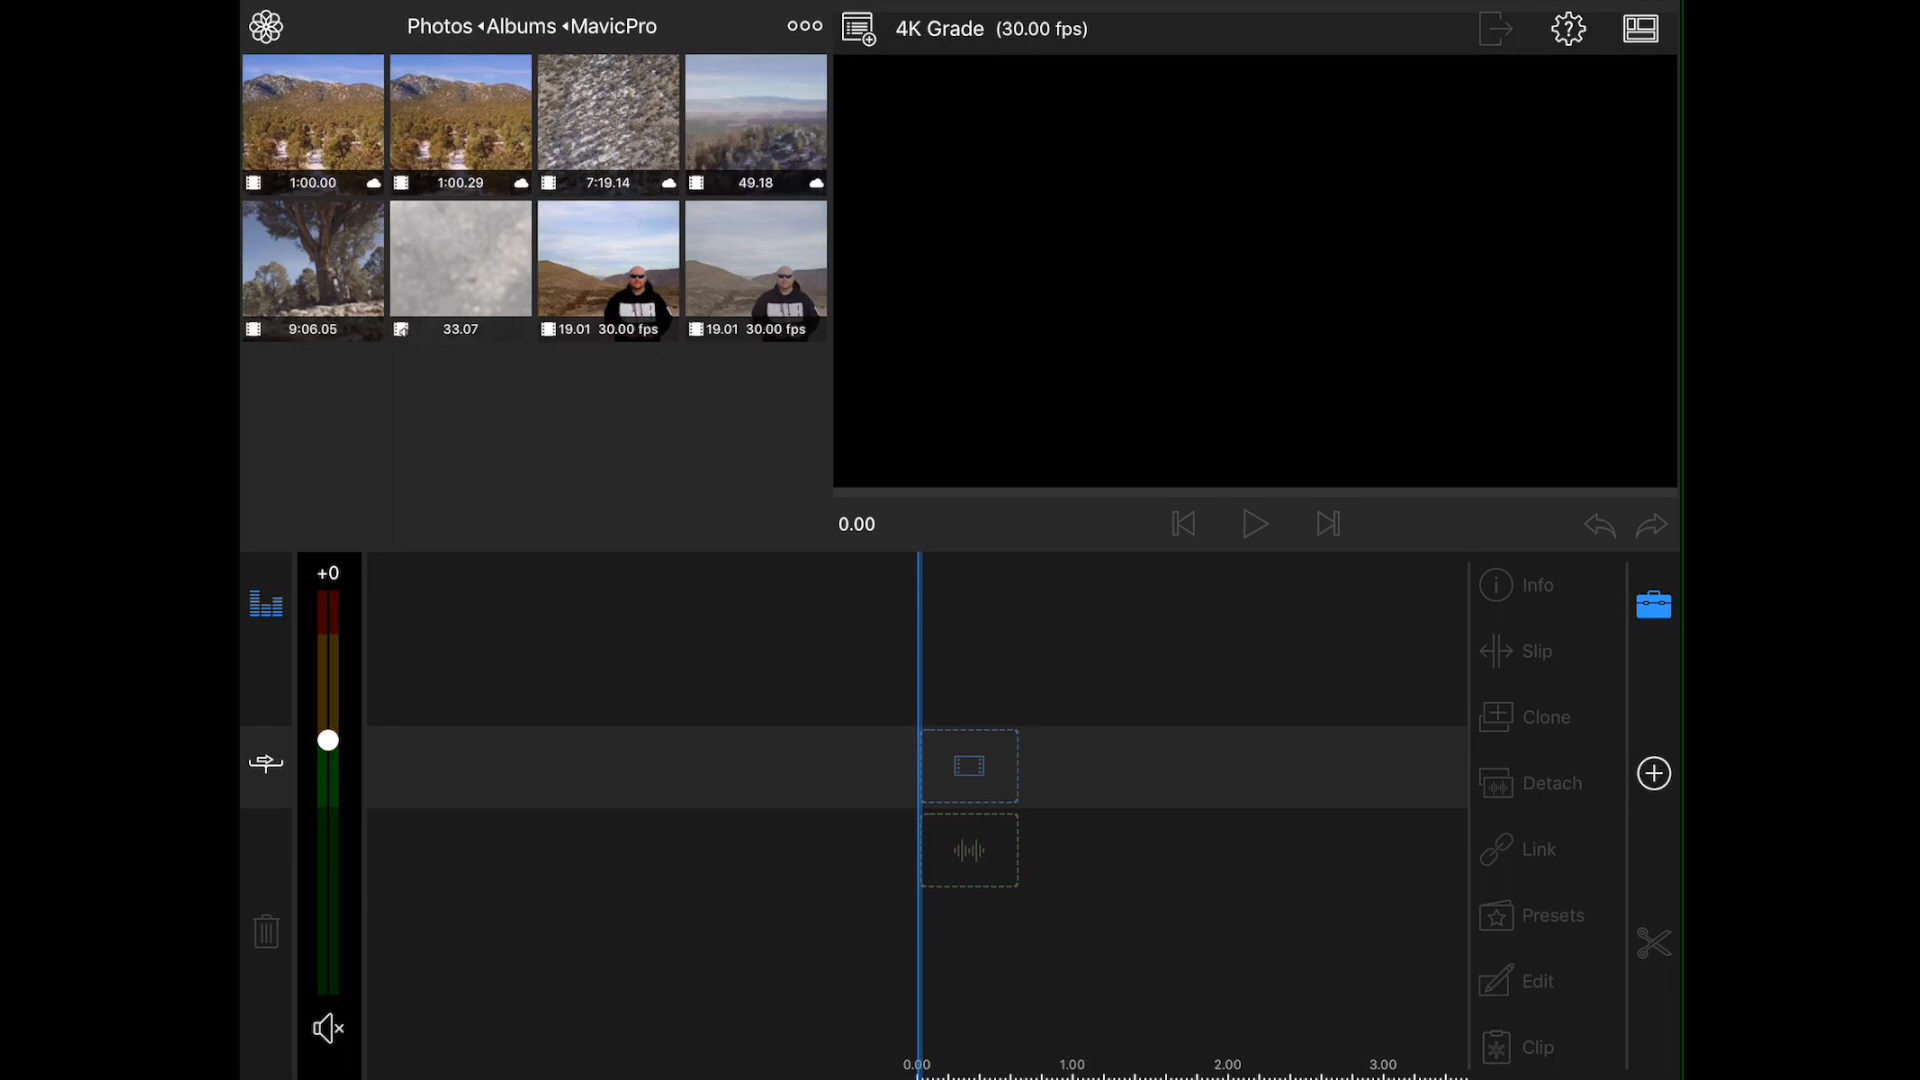 Photos ◂Albums ◂MavicPro
4K Grade (30.00 fps)
1:00.00
1:00.29
7:19.14
49.18
9:06.05
33.07
19.01 30.00 fps
19.01 30.00 fps
0.00
+0
Info
Slip
Clone
Detach
Link
Presets
Edit
Clip
0.00
1.00
2.00
3.00